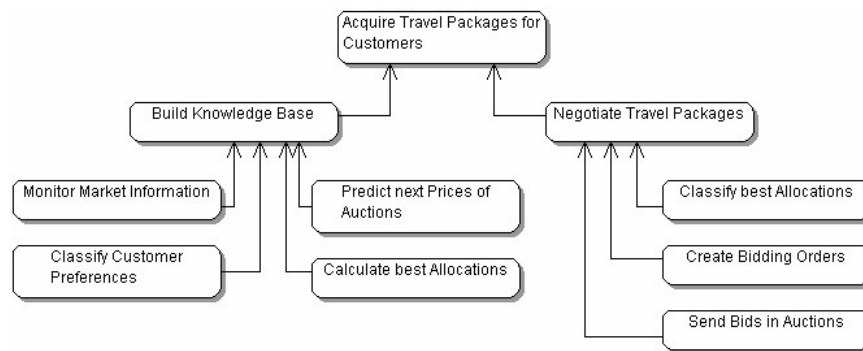 Acquire Travel Packages for
Customers
Build Knowledge Base
Negotiate Travel Packages
Monitor Market Information
Predict next Prices of
Auctions
Classify best Allocations
Classify Customer
Preferences
Calculate best Allocations
Create Bidding Orders
Send Bids in Auctions